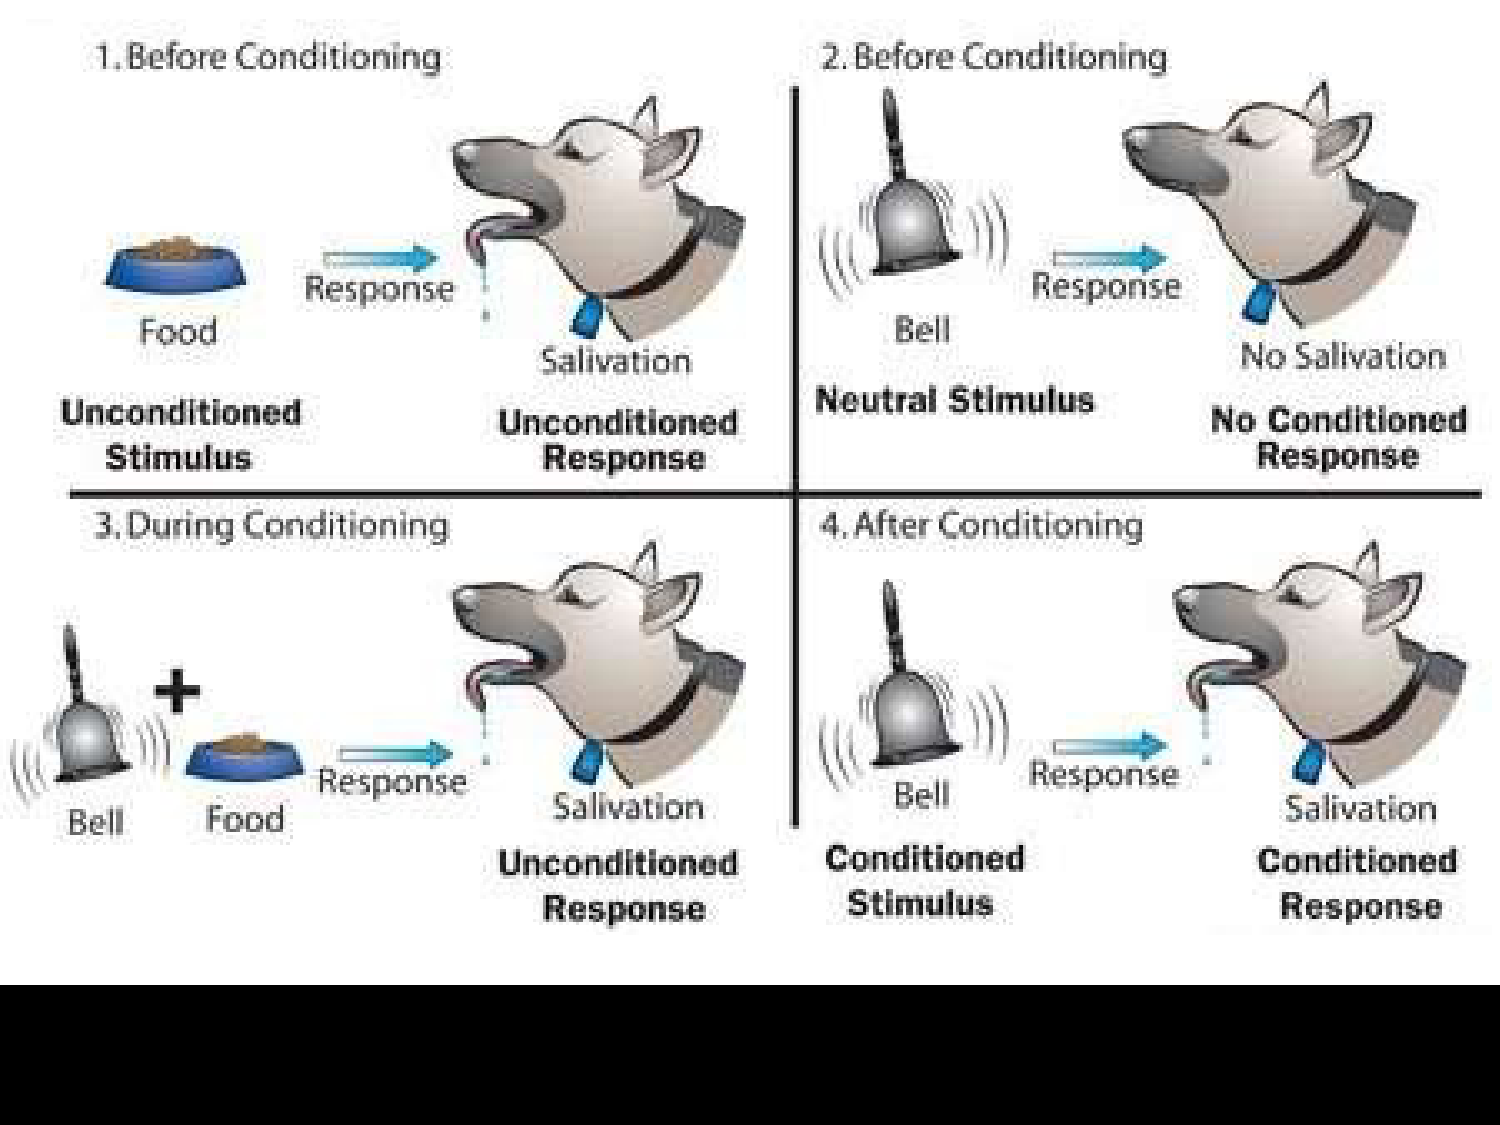 1. Before Conditioning
Response
Food
Salivation
Unconditioned
Stimulus
Unconditioned
Response
2. Before Conditioning
Response
Bell
No Salivation
Neutral Stimulus
No Conditioned
Response
3. During Conditioning
+
Response
Bell
Food
Salivation
Unconditioned
Response
4. After Conditioning
Response
Bell
Salivation
Conditioned
Stimulus
Conditioned
Response